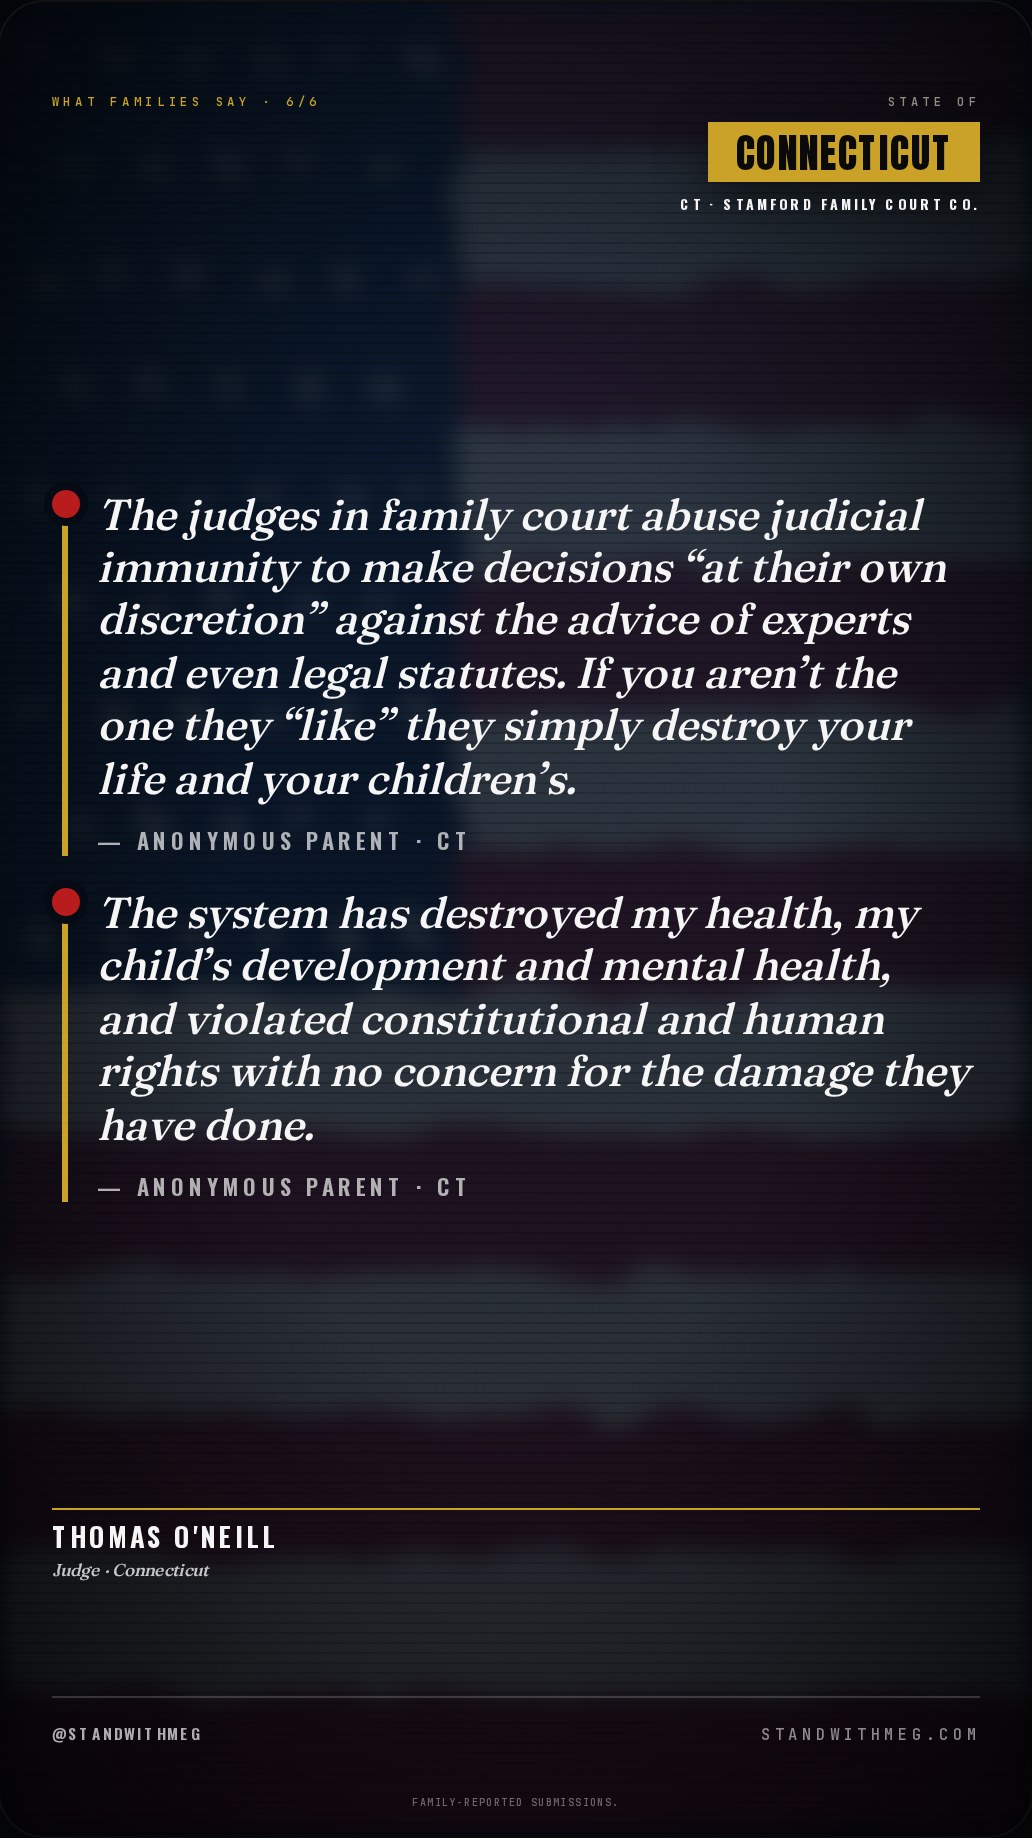 WHAT FAMILIES SAY · 6/6
STATE OF
CONNECTICUT
CT · STAMFORD FAMILY COURT CO.
The judges in family court abuse judicial
immunity to make decisions “at their own
discretion” against the advice of experts
and even legal statutes. If you aren’t the
one they “like” they simply destroy your
life and your children’s.
— ANONYMOUS PARENT · CT
The system has destroyed my health, my
child’s development and mental health,
and violated constitutional and human
rights with no concern for the damage they
have done.
— ANONYMOUS PARENT · CT
THOMAS O'NEILL
Judge · Connecticut
@STANDWITHMEG
STANDWITHMEG.COM
FAMILY-REPORTED SUBMISSIONS.